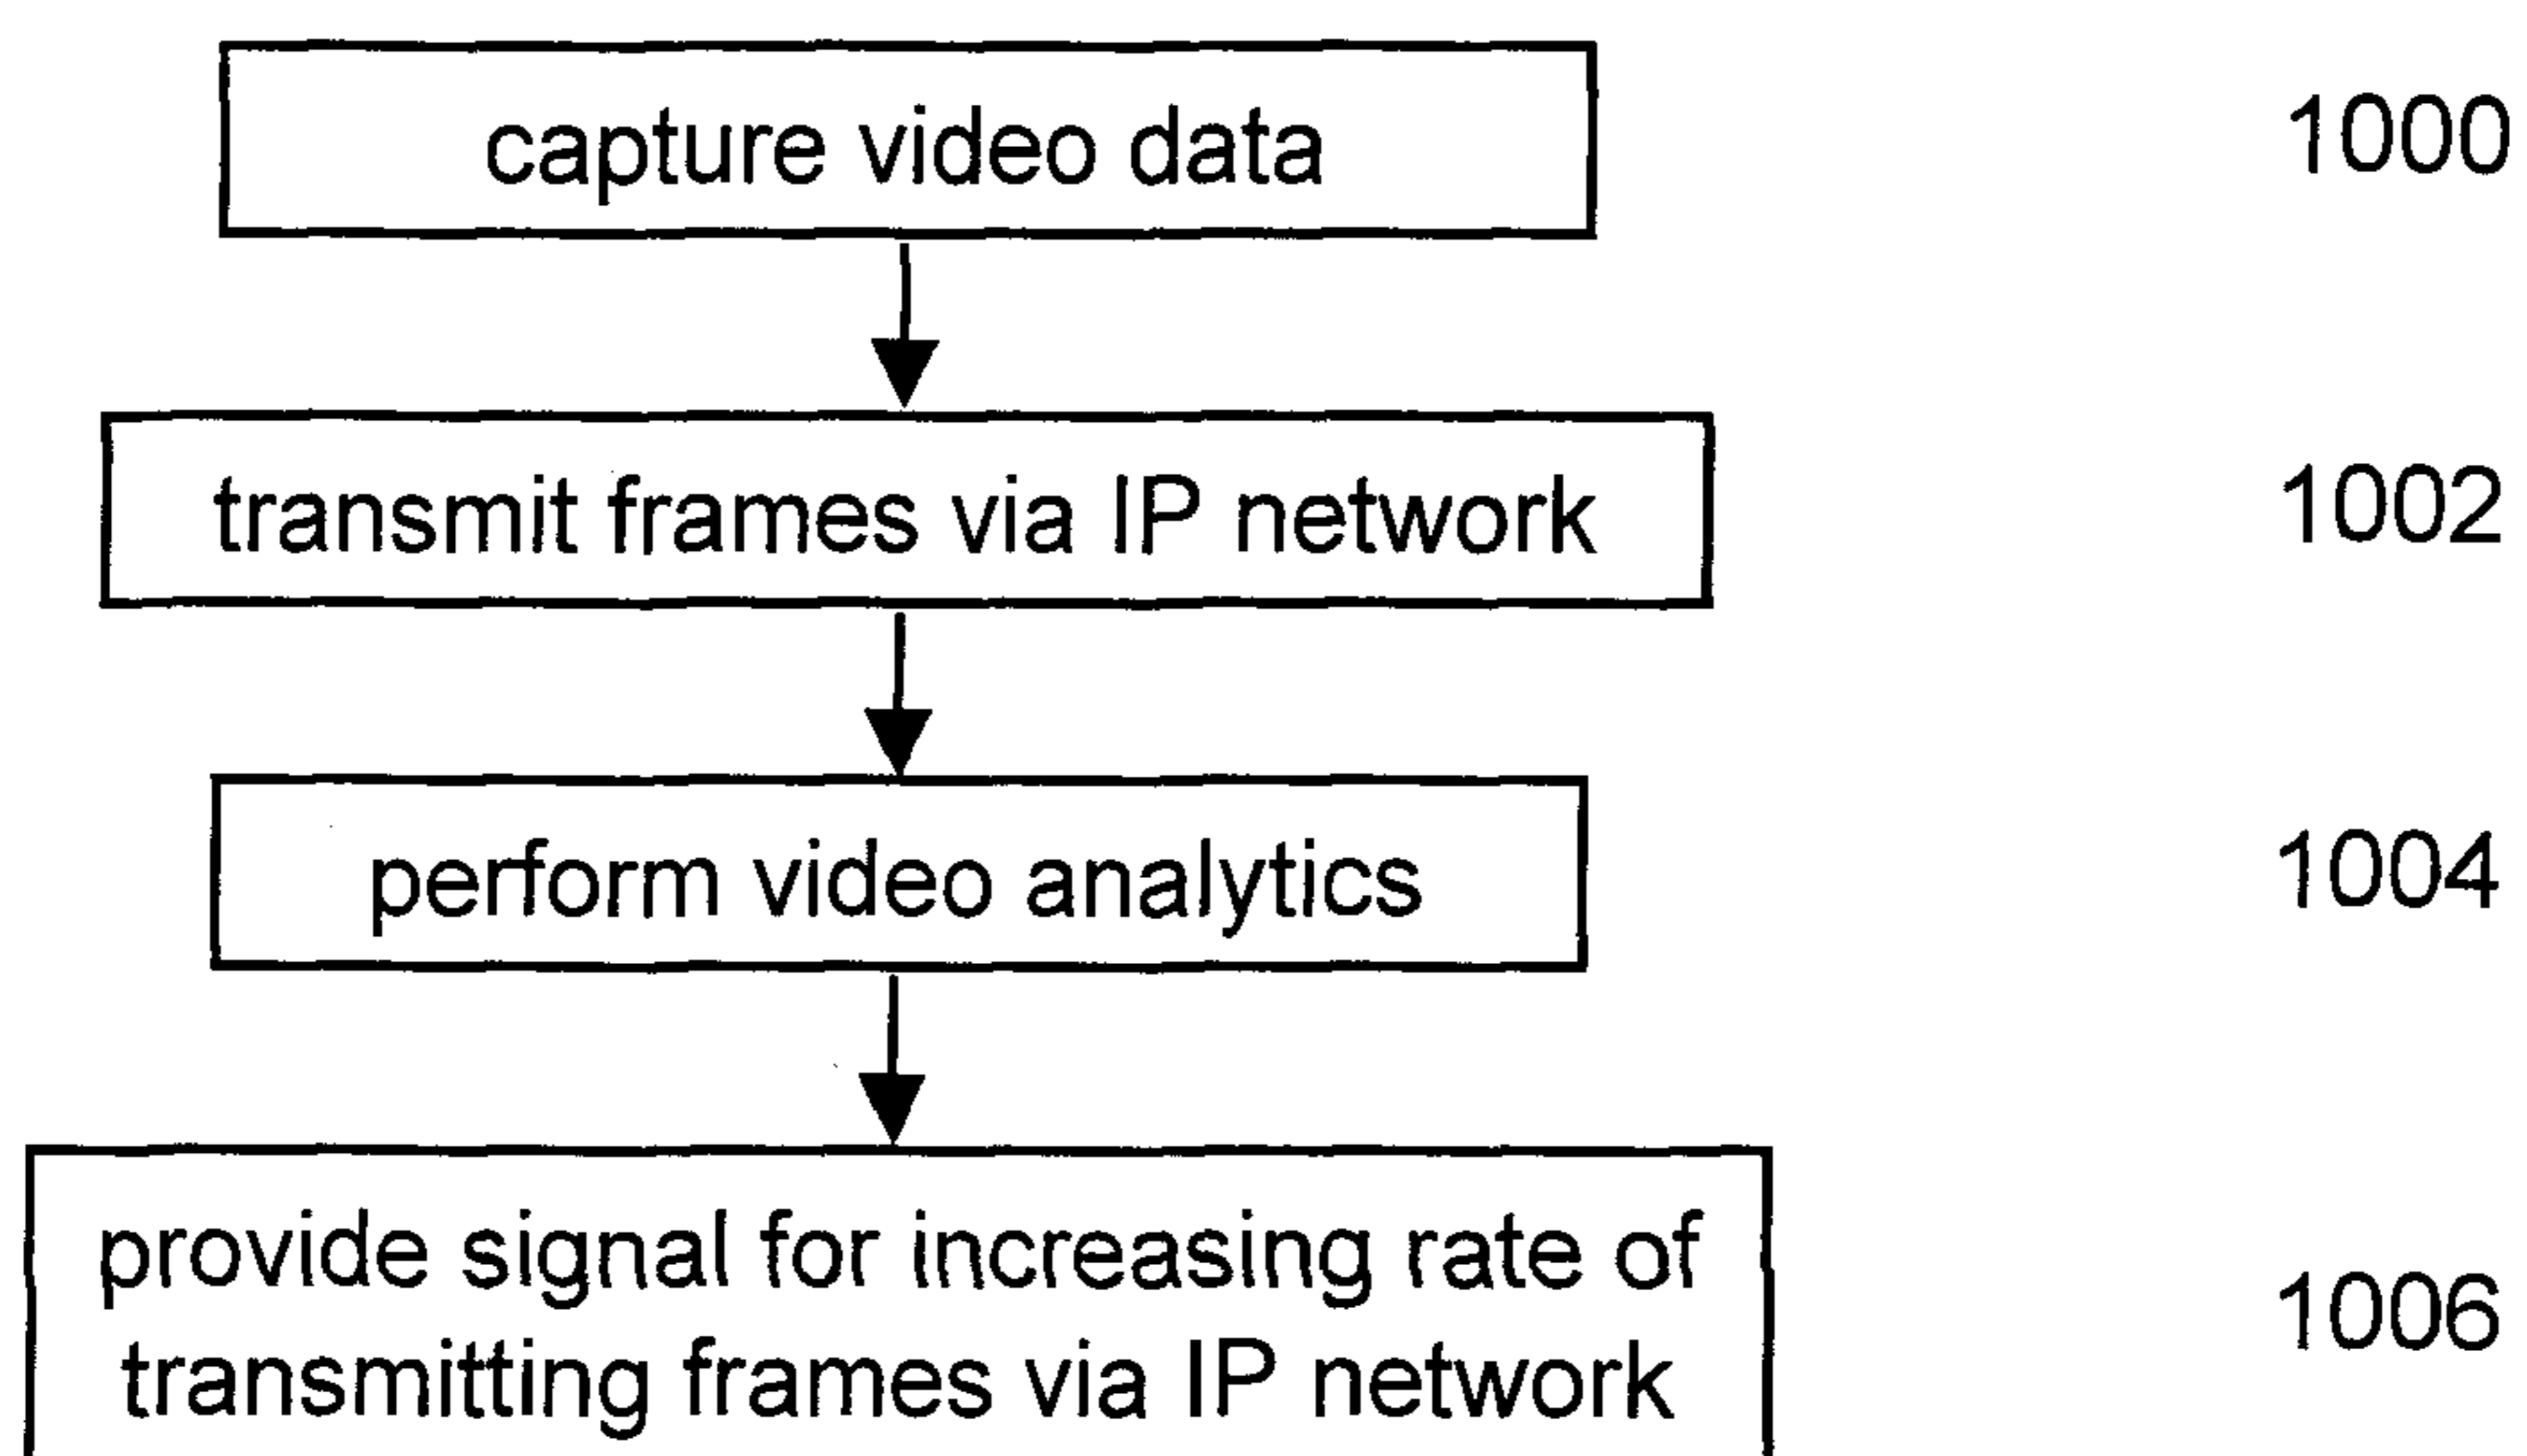 capture video data 1000
transmit frames via IP network 1002
perform video analytics 1004
provide signal for increasing rate of
transmitting frames via IP network 1006